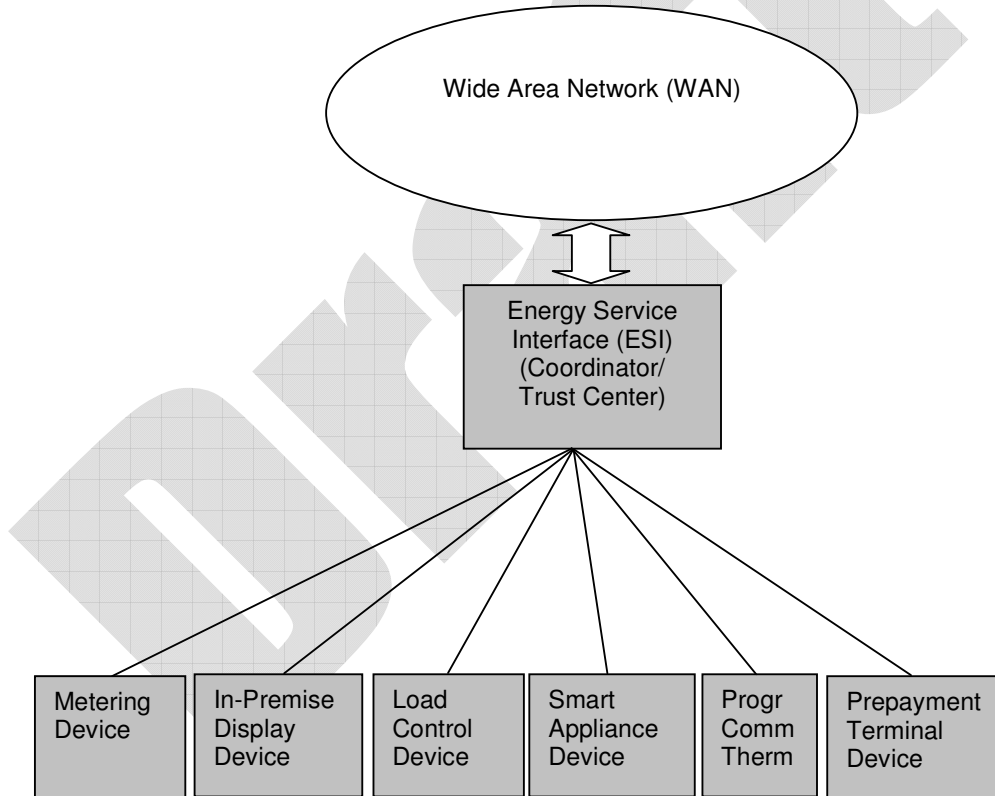 Draft
Wide Area Network (WAN)
Energy Service
Interface (ESI)
(Coordinator/
Trust Center)
Metering
Device
In-Premise
Display
Device
Load
Control
Device
Smart
Appliance
Device
Progr
Comm
Therm
Prepayment
Terminal
Device